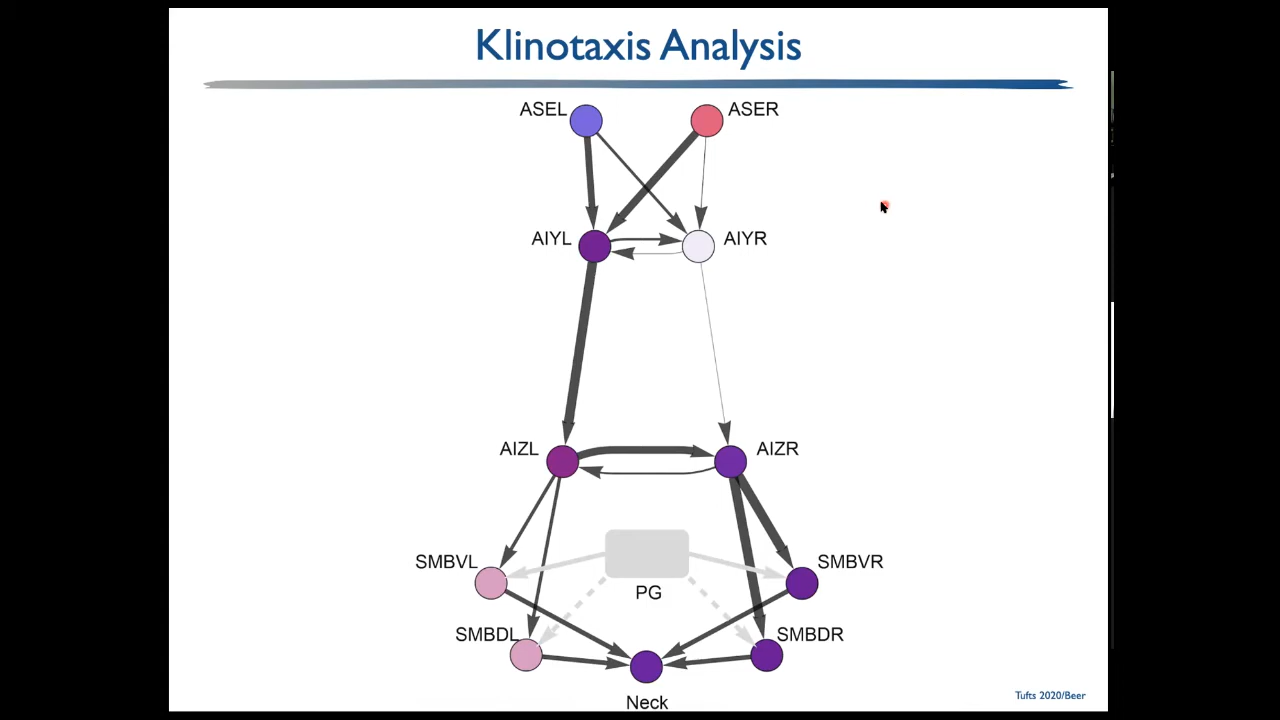 Klinotaxis Analysis
ASEL
ASER
AIYL
AIYR
AIZL
AIZR
SMBVL
SMBVR
PG
SMBDL
SMBDR
Neck
Tufts 2020/Beer